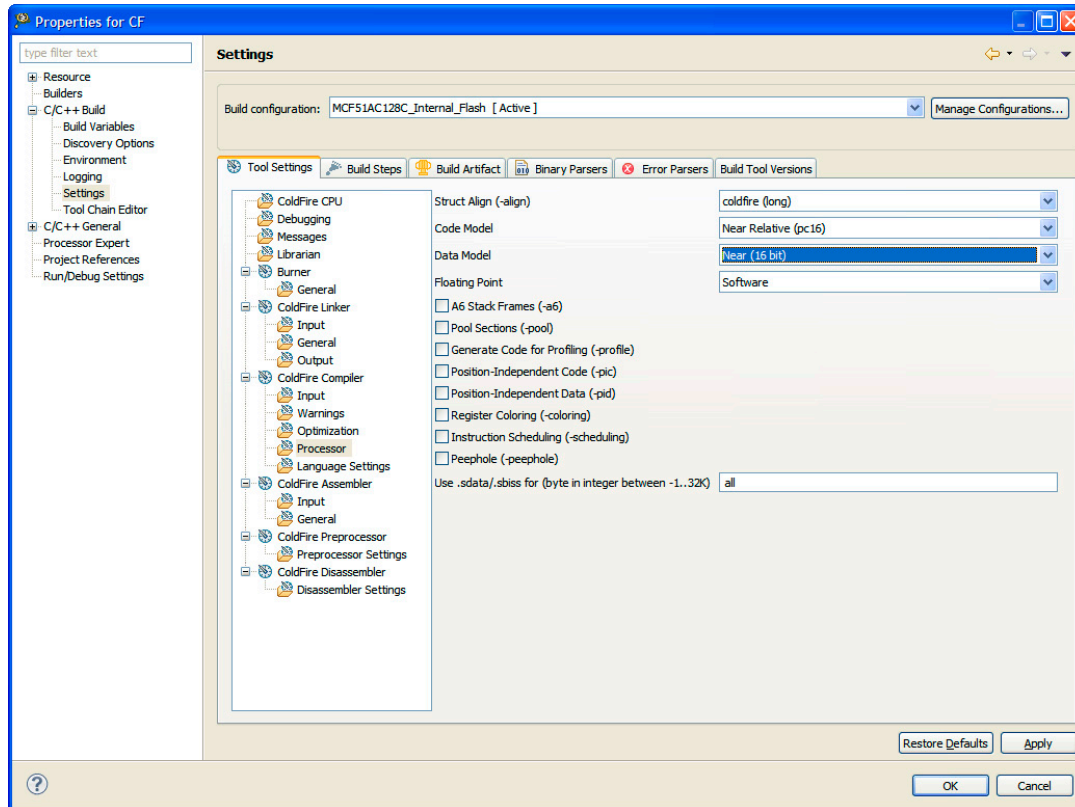 Properties for CF
type filter text
Resource
Builders
C/C++ Build
Build Variables
Discovery Options
Environment
Logging
Settings
Tool Chain Editor
C/C++ General
Processor Expert
Project References
Run/Debug Settings
Settings
Build configuration: MCF51AC128C_Internal_Flash [ Active ] Manage Configurations...
Tool Settings Build Steps Build Artifact Binary Parsers Error Parsers Build Tool Versions
ColdFire CPU
Debugging
Messages
Librarian
Burner
General
ColdFire Linker
Input
General
Output
ColdFire Compiler
Input
Warnings
Optimization
Processor
Language Settings
ColdFire Assembler
Input
General
ColdFire Preprocessor
Preprocessor Settings
ColdFire Disassembler
Disassembler Settings
Struct Align (-align) coldfire (long)
Code Model Near Relative (pc16)
Data Model Near (16 bit)
Floating Point Software
A6 Stack Frames (-a6)
Pool Sections (-pool)
Generate Code for Profiling (-profile)
Position-Independent Code (-pic)
Position-Independent Data (-pid)
Register Coloring (-coloring)
Instruction Scheduling (-scheduling)
Peephole (-peephole)
Use .sdata/.sbiss for (byte in integer between -1..32K) all
Restore Defaults Apply
OK Cancel